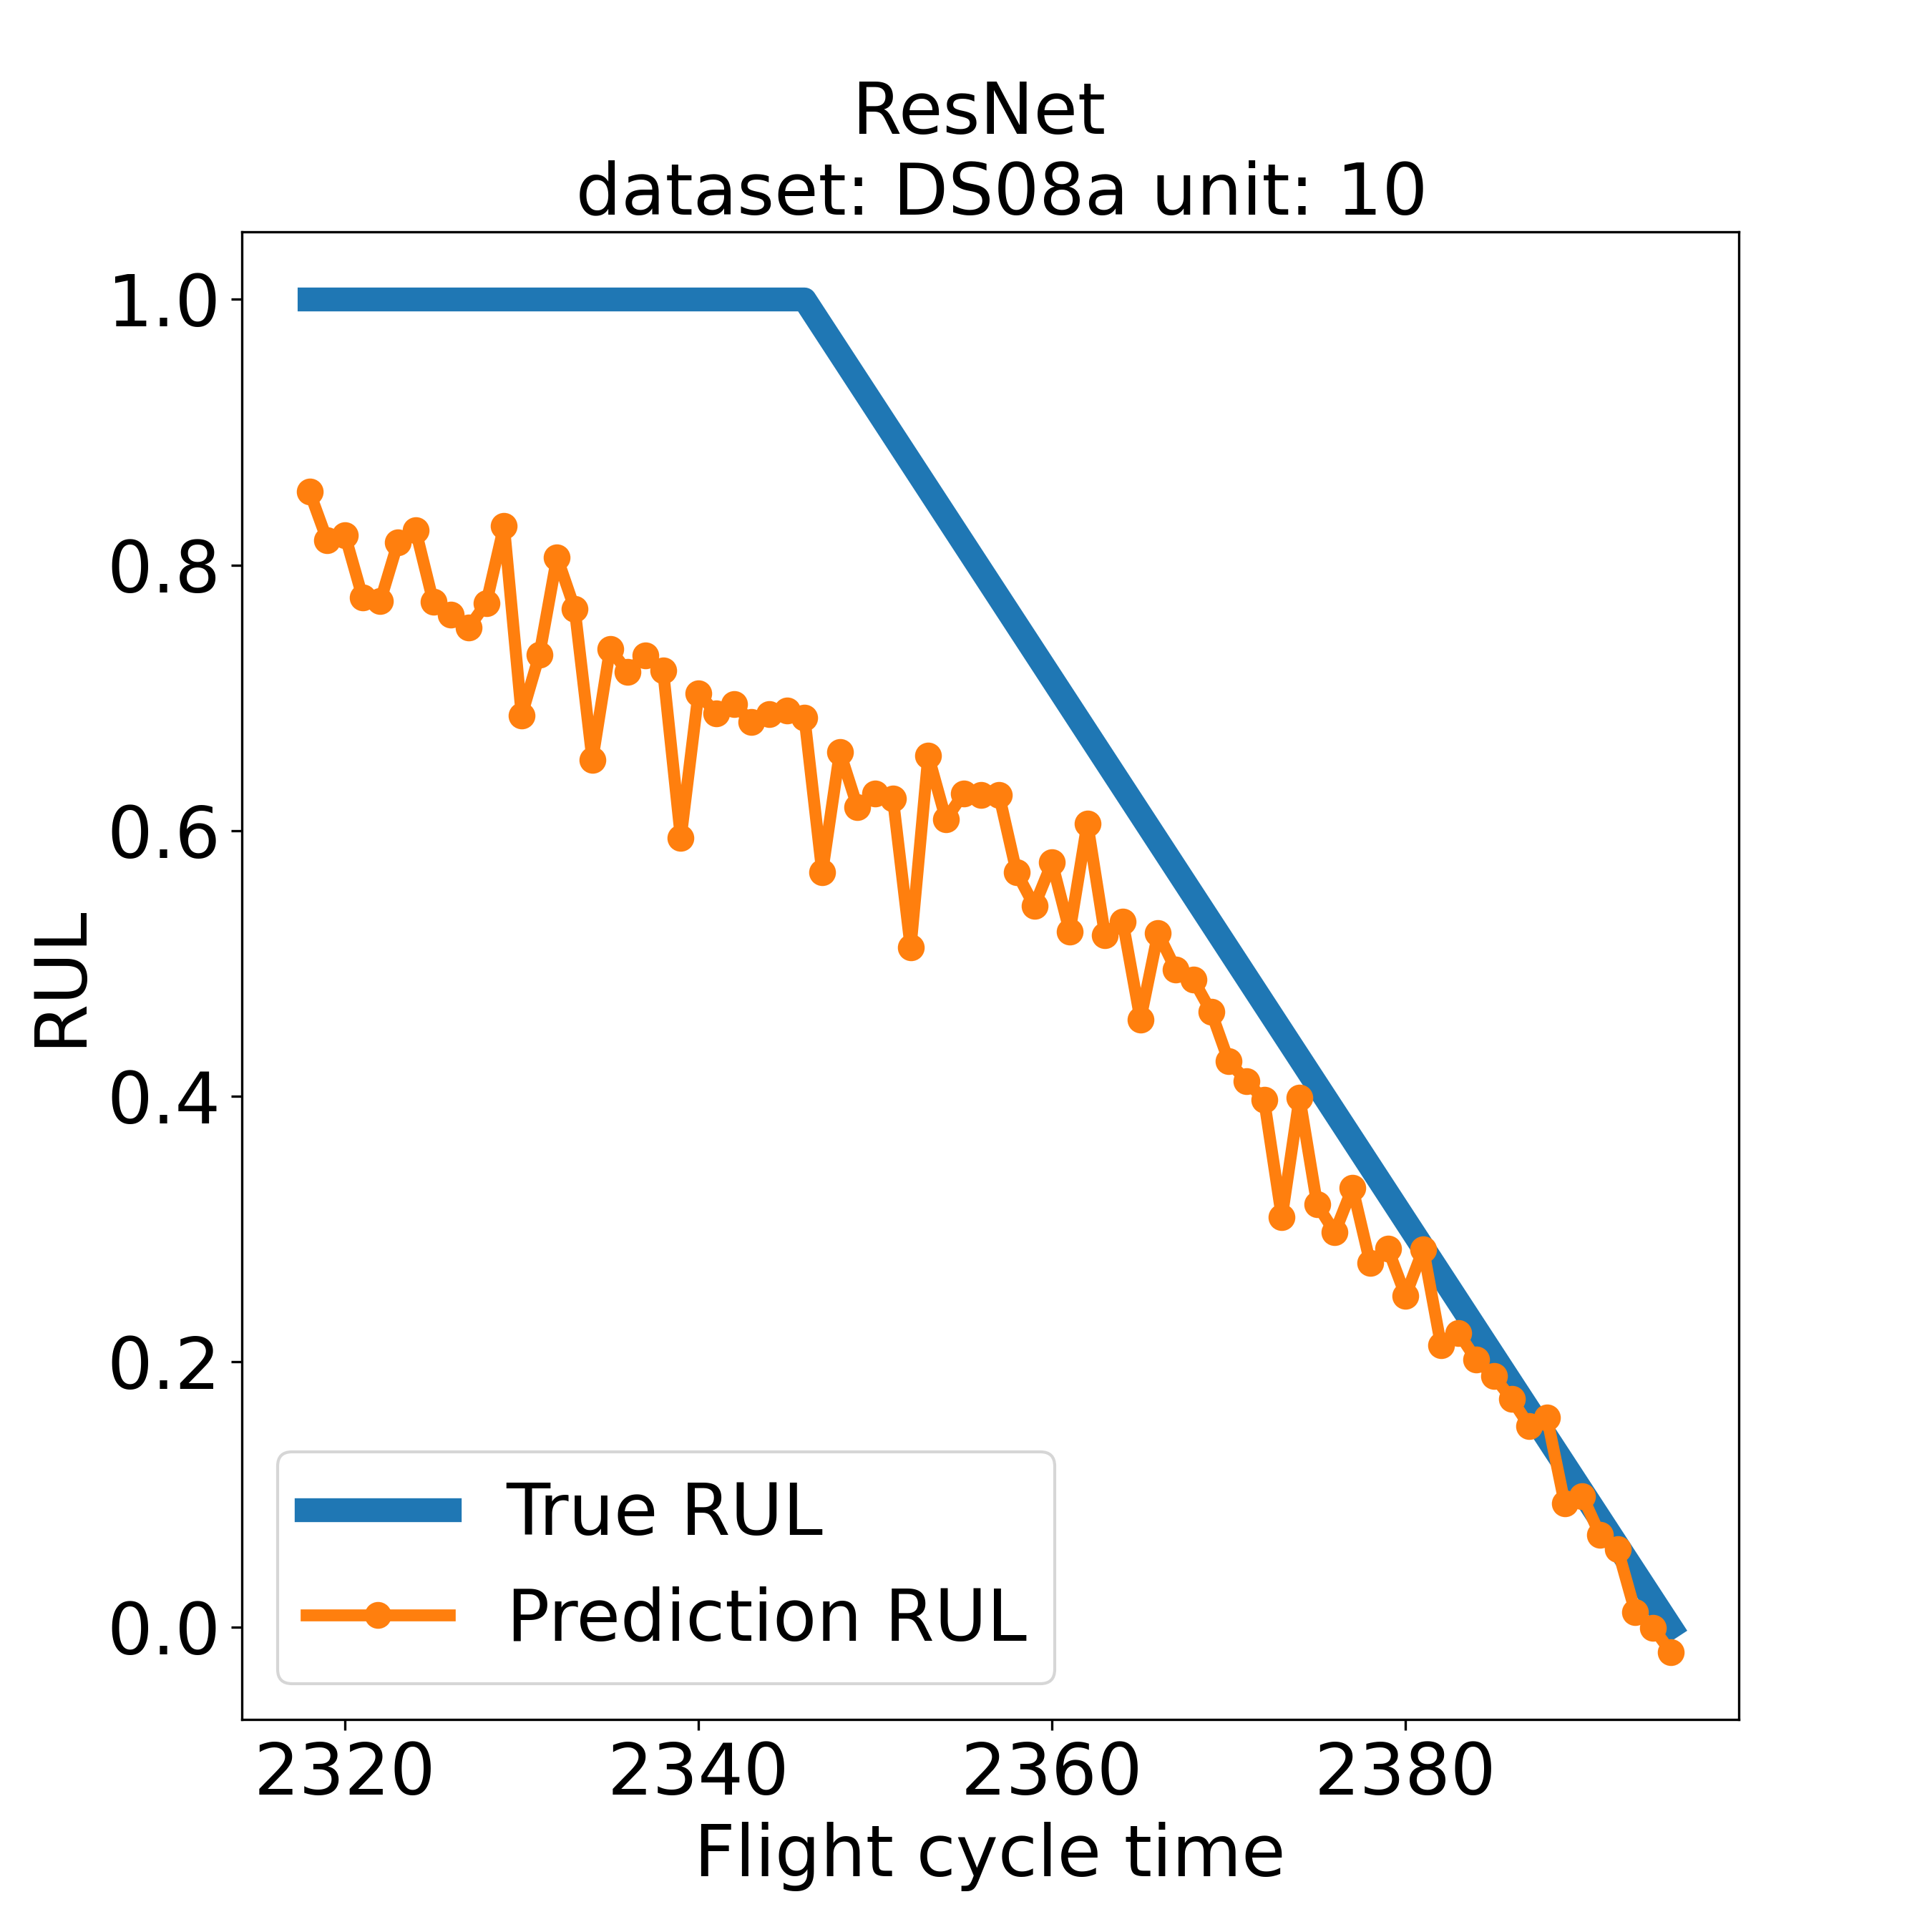 ResNet
dataset: DS08a unit: 10
1.0
0.8
0.6
0.4
0.2
0.0
RUL
True RUL
Prediction RUL
2320 2340 2360 2380
Flight cycle time